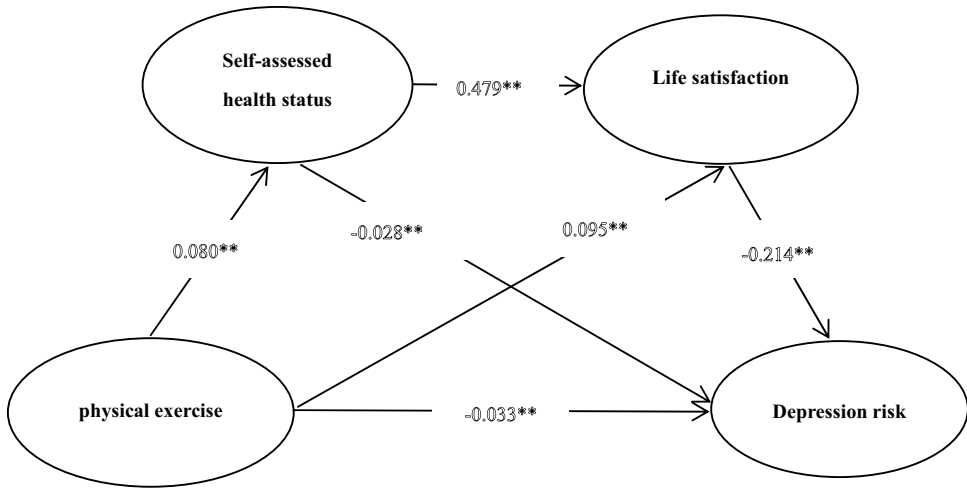 Self-assessed
health status
Life satisfaction
0.479**
-0.028**
0.095**
0.080**
-0.214**
physical exercise
-0.033**
Depression risk